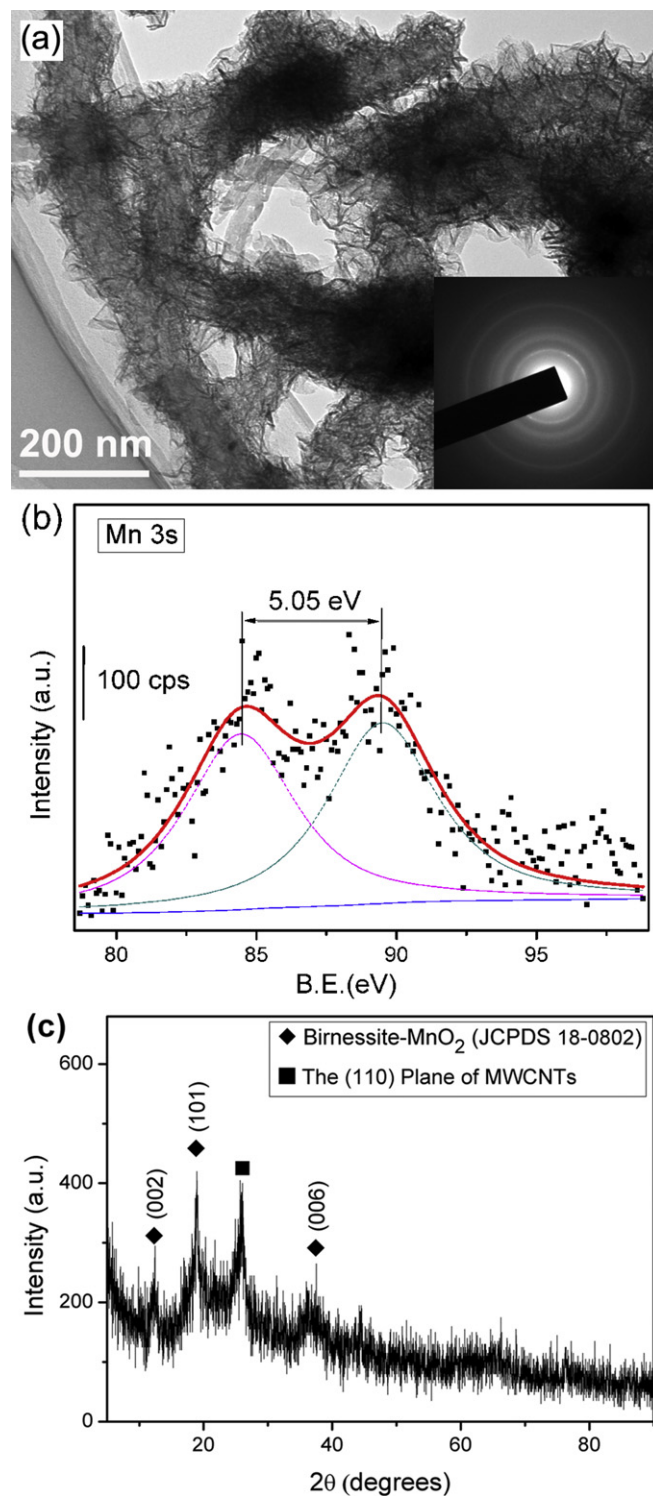 (a)
200 nm
(b)
Mn 3s
5.05 eV
100 cps
Intensity (a.u.)
80 85 90 95
B.E.(eV)
(c)
◆ Birnessite-MnO₂ (JCPDS 18-0802)
■ The (110) Plane of MWCNTs
600
400
200
0
(002)
(101)
(006)
Intensity (a.u.)
20 40 60 80
2θ (degrees)